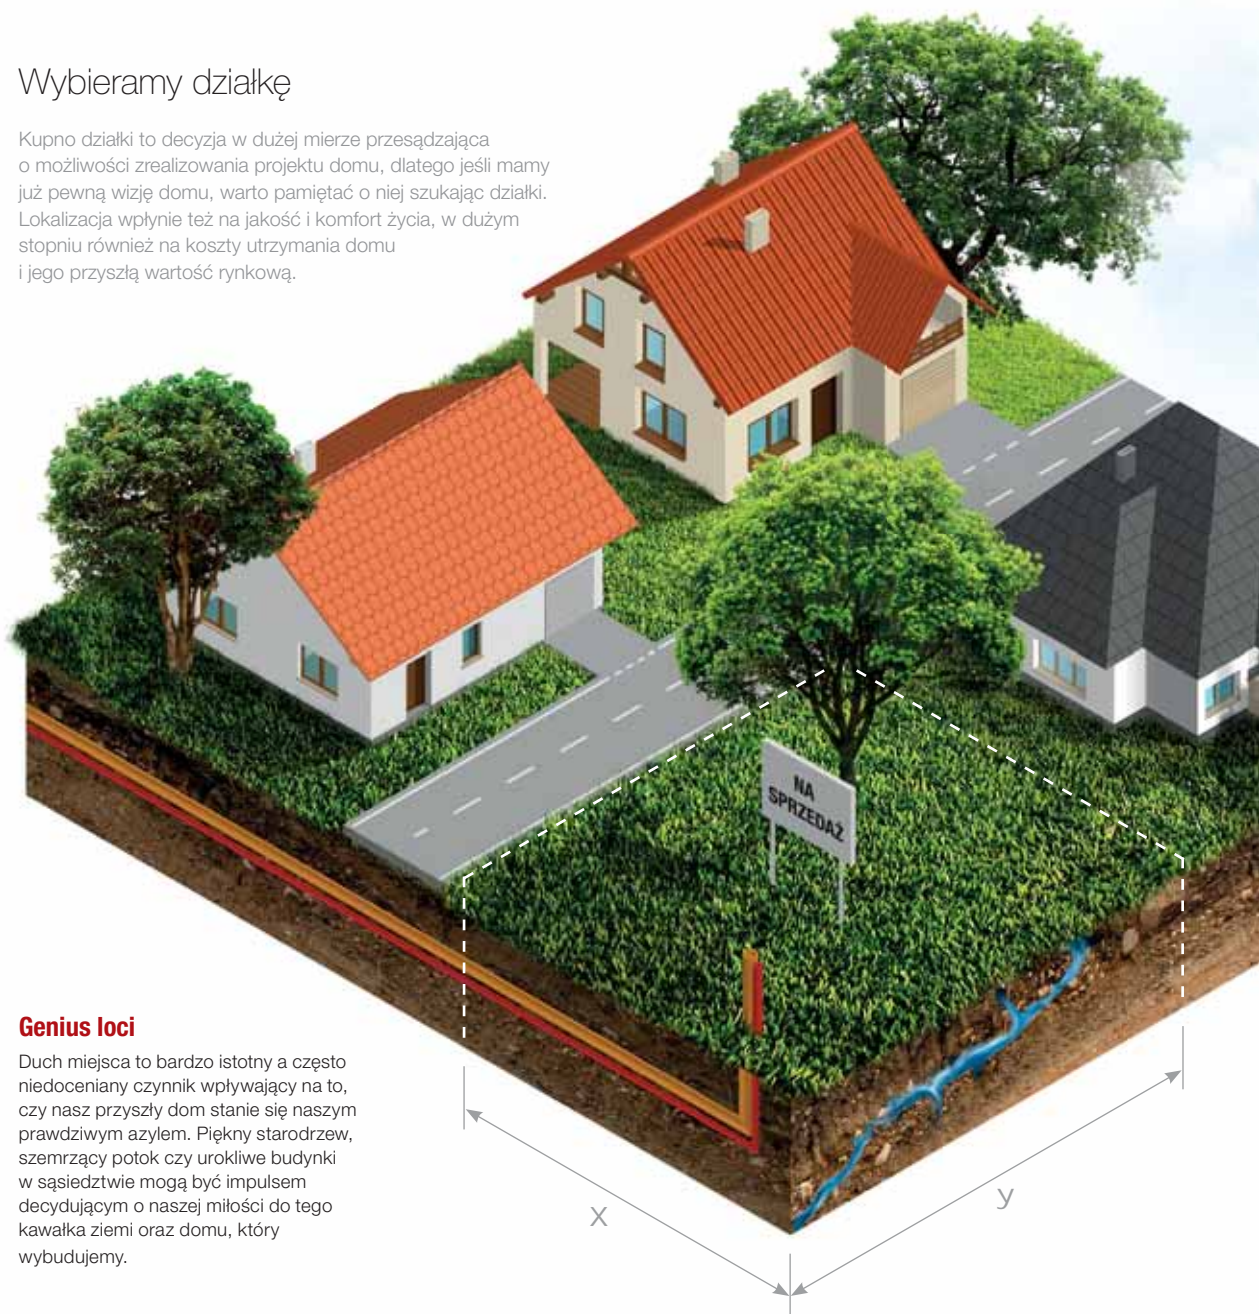 Wybieramy działkę
Kupno działki to decyzja w dużej mierze przesądzająca
o możliwości zrealizowania projektu domu, dlatego jeśli mamy
już pewną wizję domu, warto pamiętać o niej szukając działki.
Lokalizacja wpłynie też na jakość i komfort życia, w dużym
stopniu również na koszty utrzymania domu
i jego przyszłą wartość rynkową.
NA
SPRZEDAŻ
Genius loci
Duch miejsca to bardzo istotny a często
niedoceniany czynnik wpływający na to,
czy nasz przyszły dom stanie się naszym
prawdziwym azylem. Piękny starodrzew,
szemrzący potok czy urokliwe budynki
w sąsiedztwie mogą być impulsem
decydującym o naszej miłości do tego
kawałka ziemi oraz domu, który
wybudujemy.
X
y